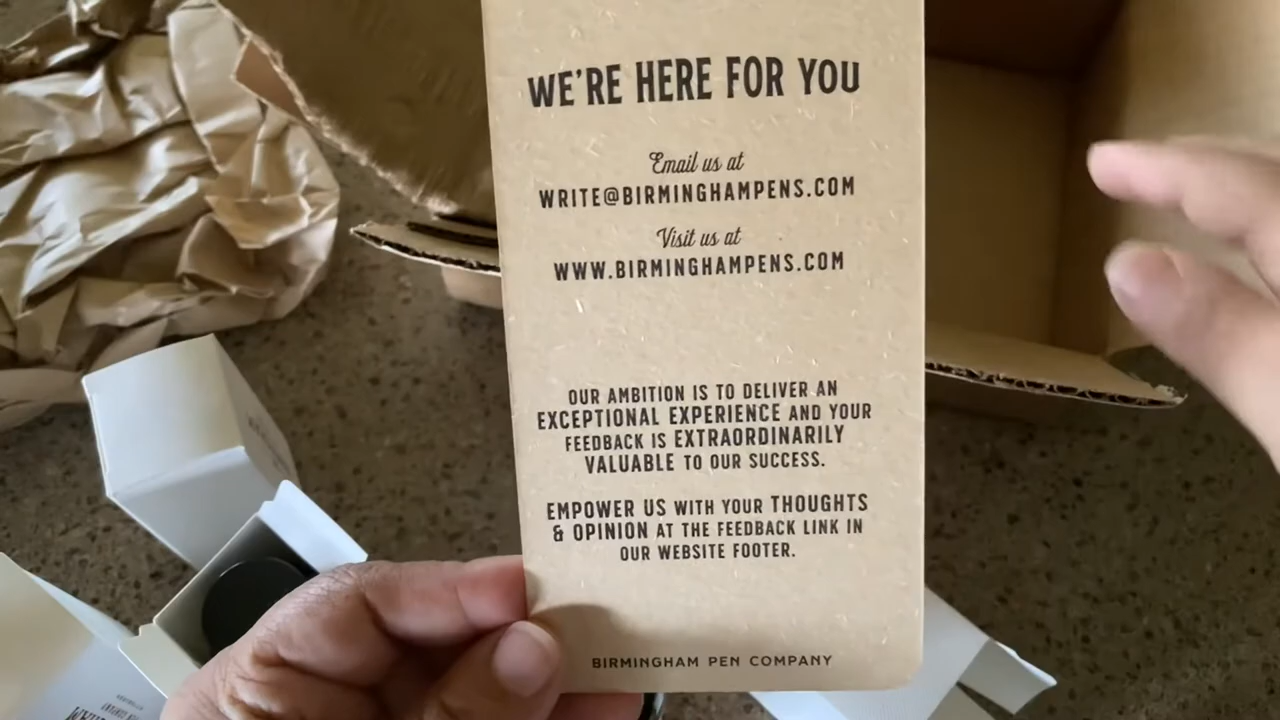 WE'RE HERE FOR YOU
Email us at
WRITE@BIRMINGHAMPENS.COM
Visit us at
WWW.BIRMINGHAMPENS.COM
OUR AMBITION IS TO DELIVER AN
EXCEPTIONAL EXPERIENCE AND YOUR
FEEDBACK IS EXTRAORDINARILY
VALUABLE TO OUR SUCCESS.
EMPOWER US WITH YOUR THOUGHTS
& OPINION AT THE FEEDBACK LINK IN
OUR WEBSITE FOOTER.
BIRMINGHAM PEN COMPANY